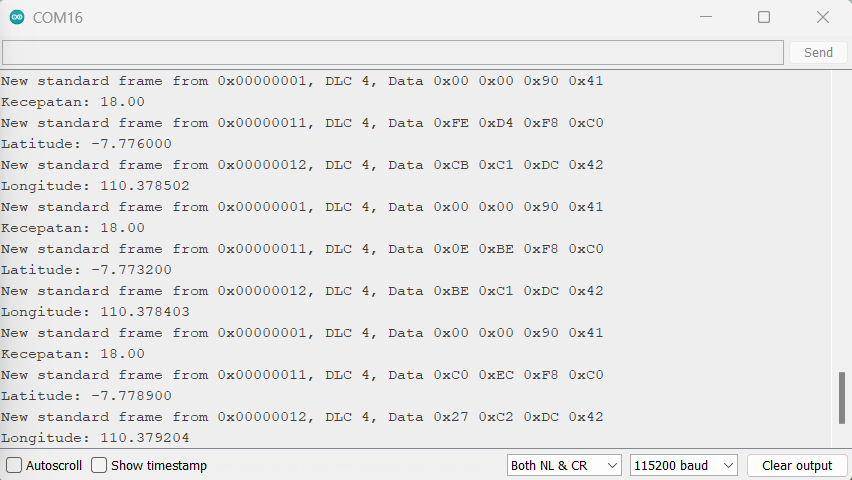 COM16
Send
New standard frame from 0x00000001, DLC 4, Data 0x00 0x00 0x90 0x41
Kecepatan: 18.00
New standard frame from 0x00000011, DLC 4, Data 0xFE 0xD4 0xF8 0xC0
Latitude: -7.776000
New standard frame from 0x00000012, DLC 4, Data 0xCB 0xC1 0xDC 0x42
Longitude: 110.378502
New standard frame from 0x00000001, DLC 4, Data 0x00 0x00 0x90 0x41
Kecepatan: 18.00
New standard frame from 0x00000011, DLC 4, Data 0x0E 0xBE 0xF8 0xC0
Latitude: -7.773200
New standard frame from 0x00000012, DLC 4, Data 0xBE 0xC1 0xDC 0x42
Longitude: 110.378403
New standard frame from 0x00000001, DLC 4, Data 0x00 0x00 0x90 0x41
Kecepatan: 18.00
New standard frame from 0x00000011, DLC 4, Data 0xC0 0xEC 0xF8 0xC0
Latitude: -7.778900
New standard frame from 0x00000012, DLC 4, Data 0x27 0xC2 0xDC 0x42
Longitude: 110.379204
Autoscroll Show timestamp Both NL & CR 115200 baud Clear output